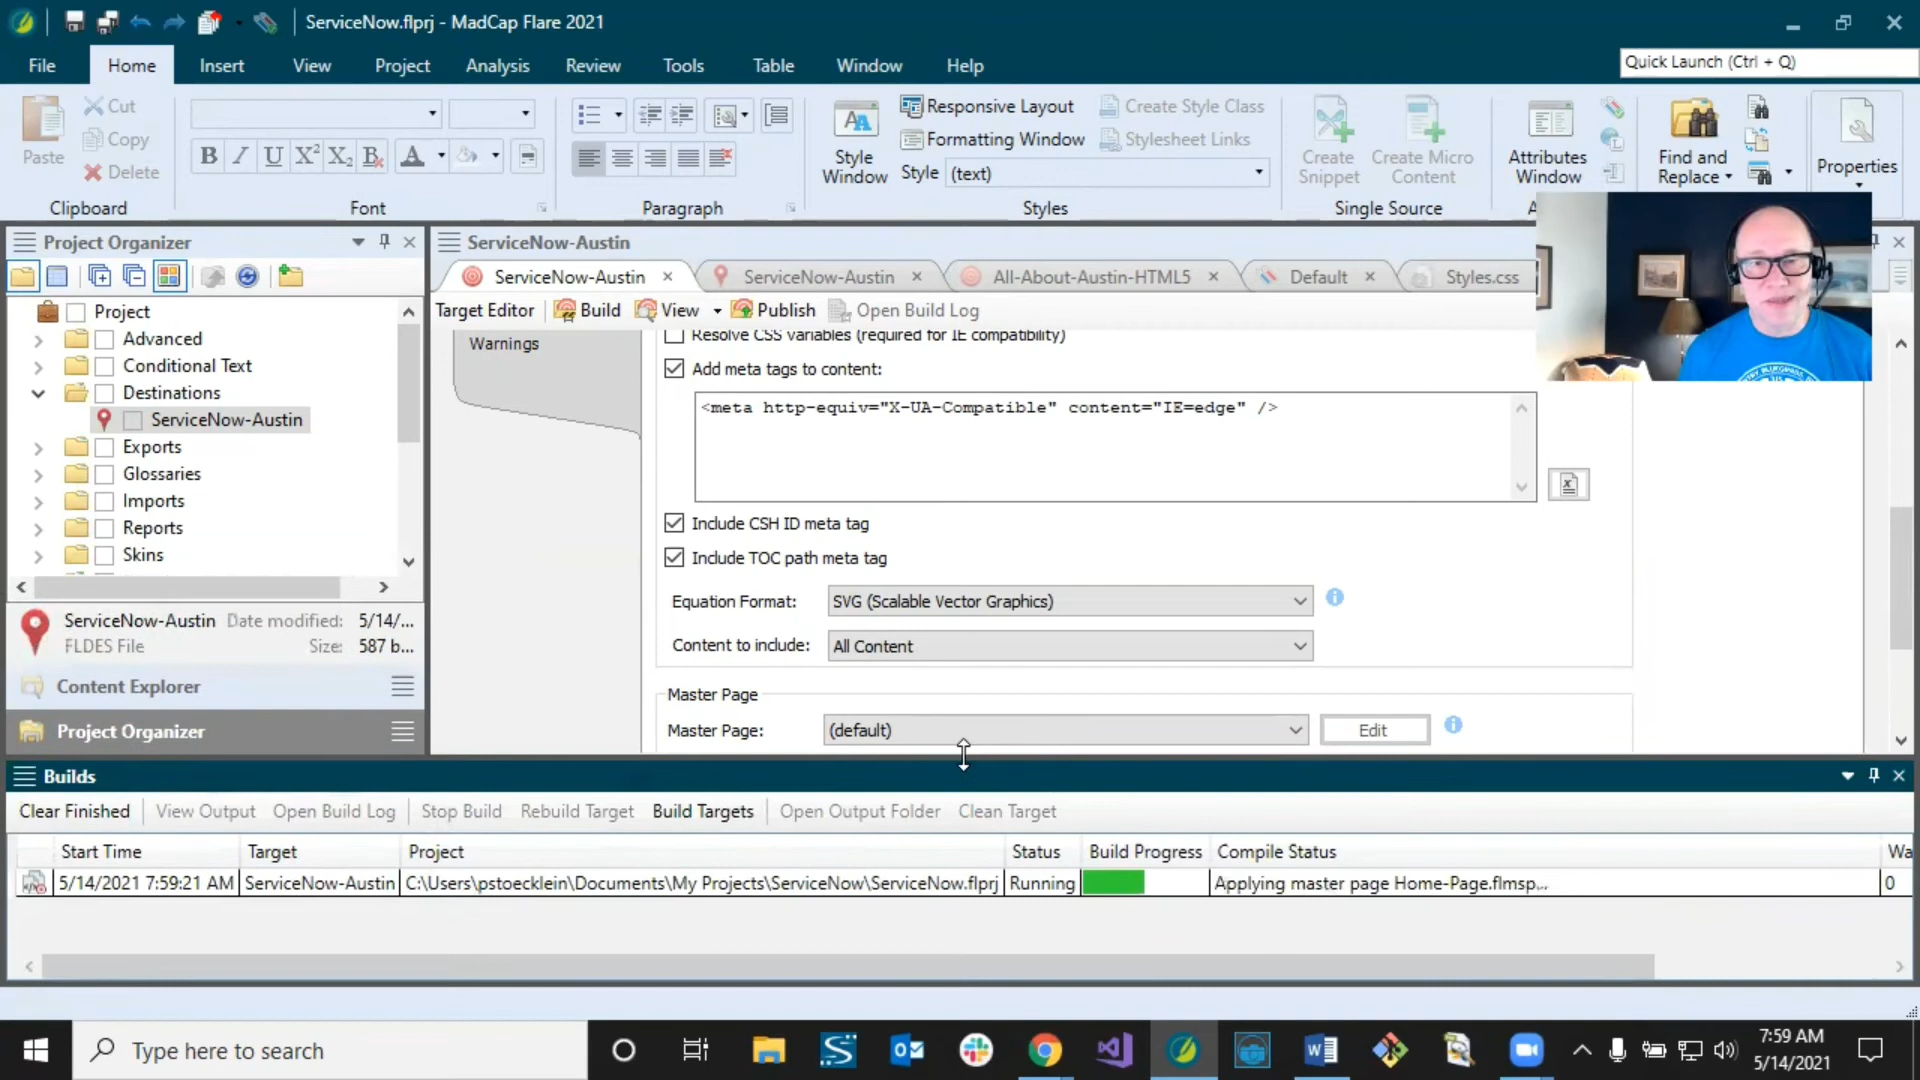 ServiceNow.flprj - MadCap Flare 2021
File Home Insert View Project Analysis Review Tools Table Window Help
Quick Launch (Ctrl + Q)
Paste
Cut
Copy
Delete
Clipboard
B I U X² X₂
Font
Paragraph
Style Window
Responsive Layout
Formatting Window
Create Style Class
Stylesheet Links
Style (text)
Styles
Create Snippet
Create Micro Content
Single Source
Attributes Window
Find and Replace
Properties
Project Organizer
ServiceNow-Austin
ServiceNow-Austin ServiceNow-Austin All-About-Austin-HTML5 Default Styles.css
Target Editor Build View Publish Open Build Log
Project
Advanced
Conditional Text
Destinations
ServiceNow-Austin
Exports
Glossaries
Imports
Reports
Skins
ServiceNow-Austin Date modified: 5/14/...
FLDES File Size: 587 b...
Content Explorer
Project Organizer
Warnings
Resolve CSS variables (required for IE compatibility)
Add meta tags to content:
<meta http-equiv="X-UA-Compatible" content="IE=edge" />
Include CSH ID meta tag
Include TOC path meta tag
Equation Format: SVG (Scalable Vector Graphics)
Content to include: All Content
Master Page
Master Page: (default) Edit
Builds
Clear Finished View Output Open Build Log Stop Build Rebuild Target Build Targets Open Output Folder Clean Target
Start Time Target Project Status Build Progress Compile Status Wa
5/14/2021 7:59:21 AM ServiceNow-Austin C:\Users\pstoecklein\Documents\My Projects\ServiceNow\ServiceNow.flprj Running Applying master page Home-Page.flmsp... 0
Type here to search
7:59 AM
5/14/2021